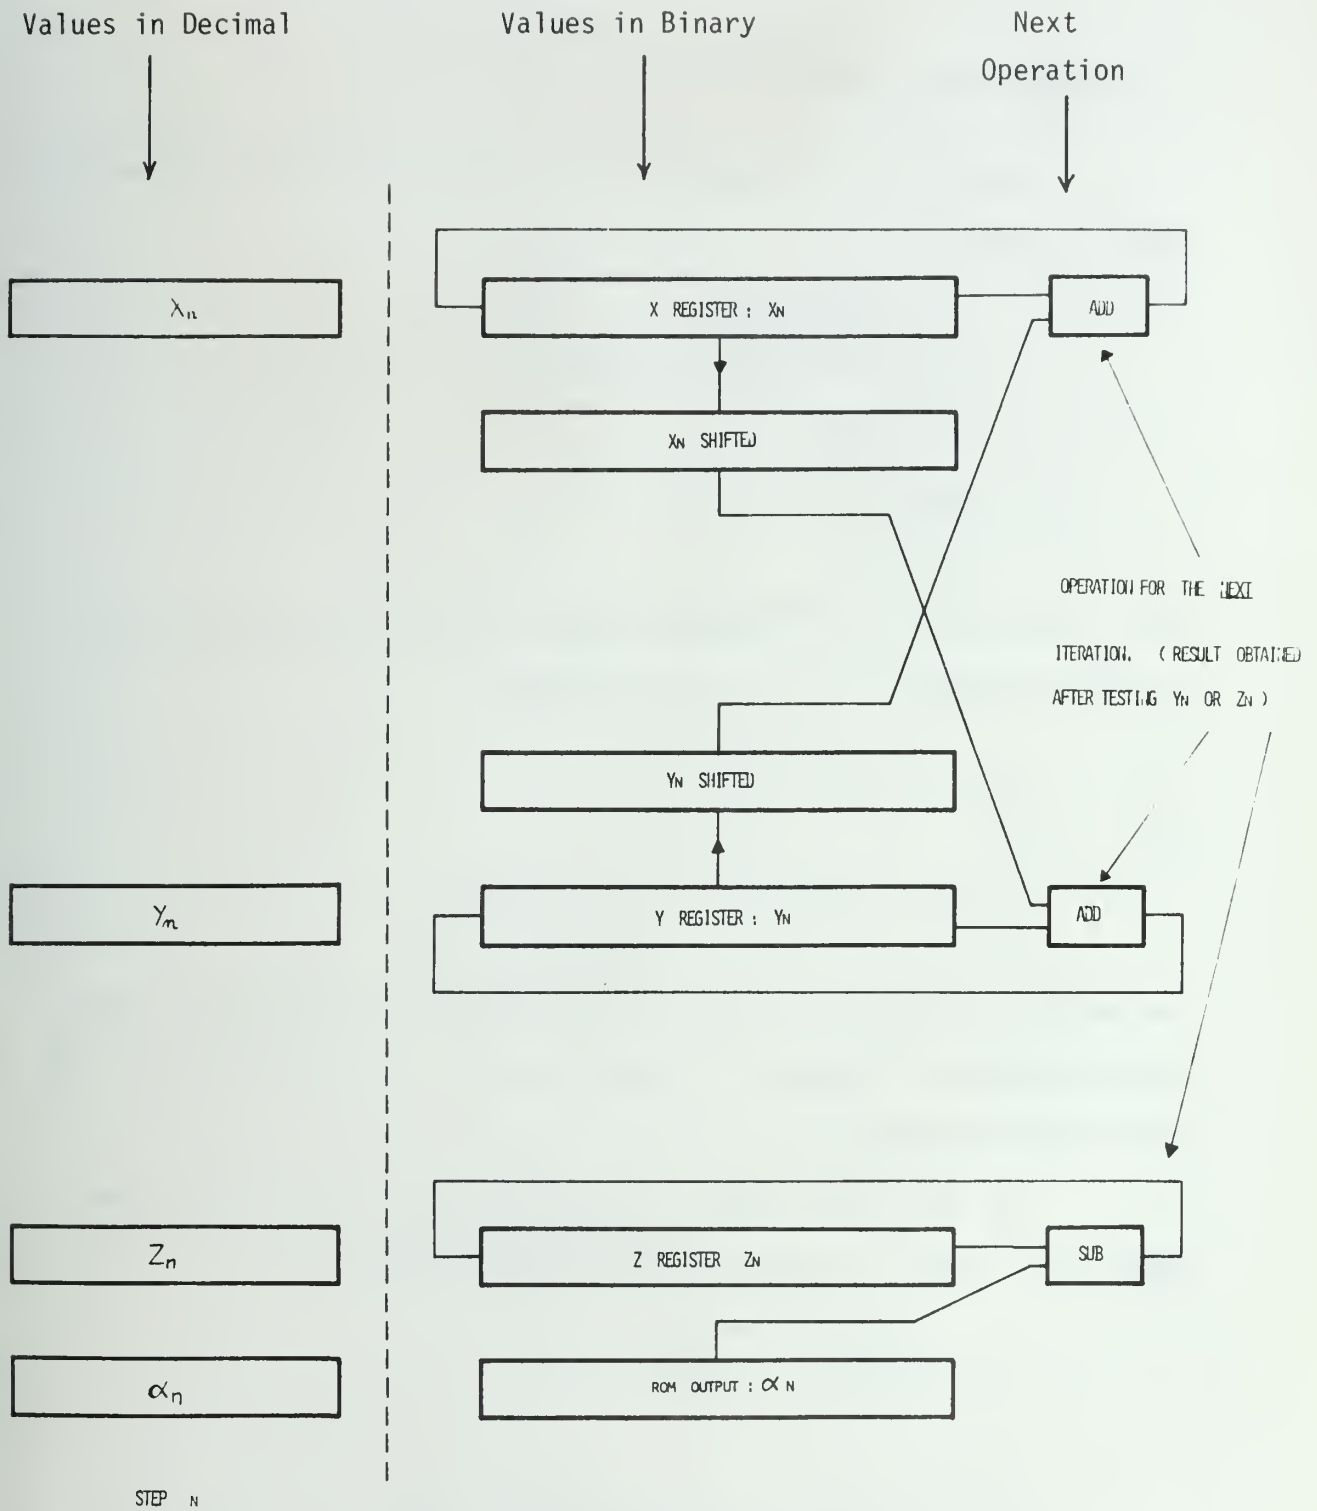 Values in Decimal
Values in Binary
Next
Operation
Xn
X REGISTER : XN
ADD
XN SHIFTED
OPERATION FOR THE NEXT
ITERATION. ( RESULT OBTAINED
AFTER TESTING YN OR ZN )
YN SHIFTED
Yn
Y REGISTER : YN
ADD
Zn
Z REGISTER ZN
SUB
αn
ROM OUTPUT : α N
STEP N